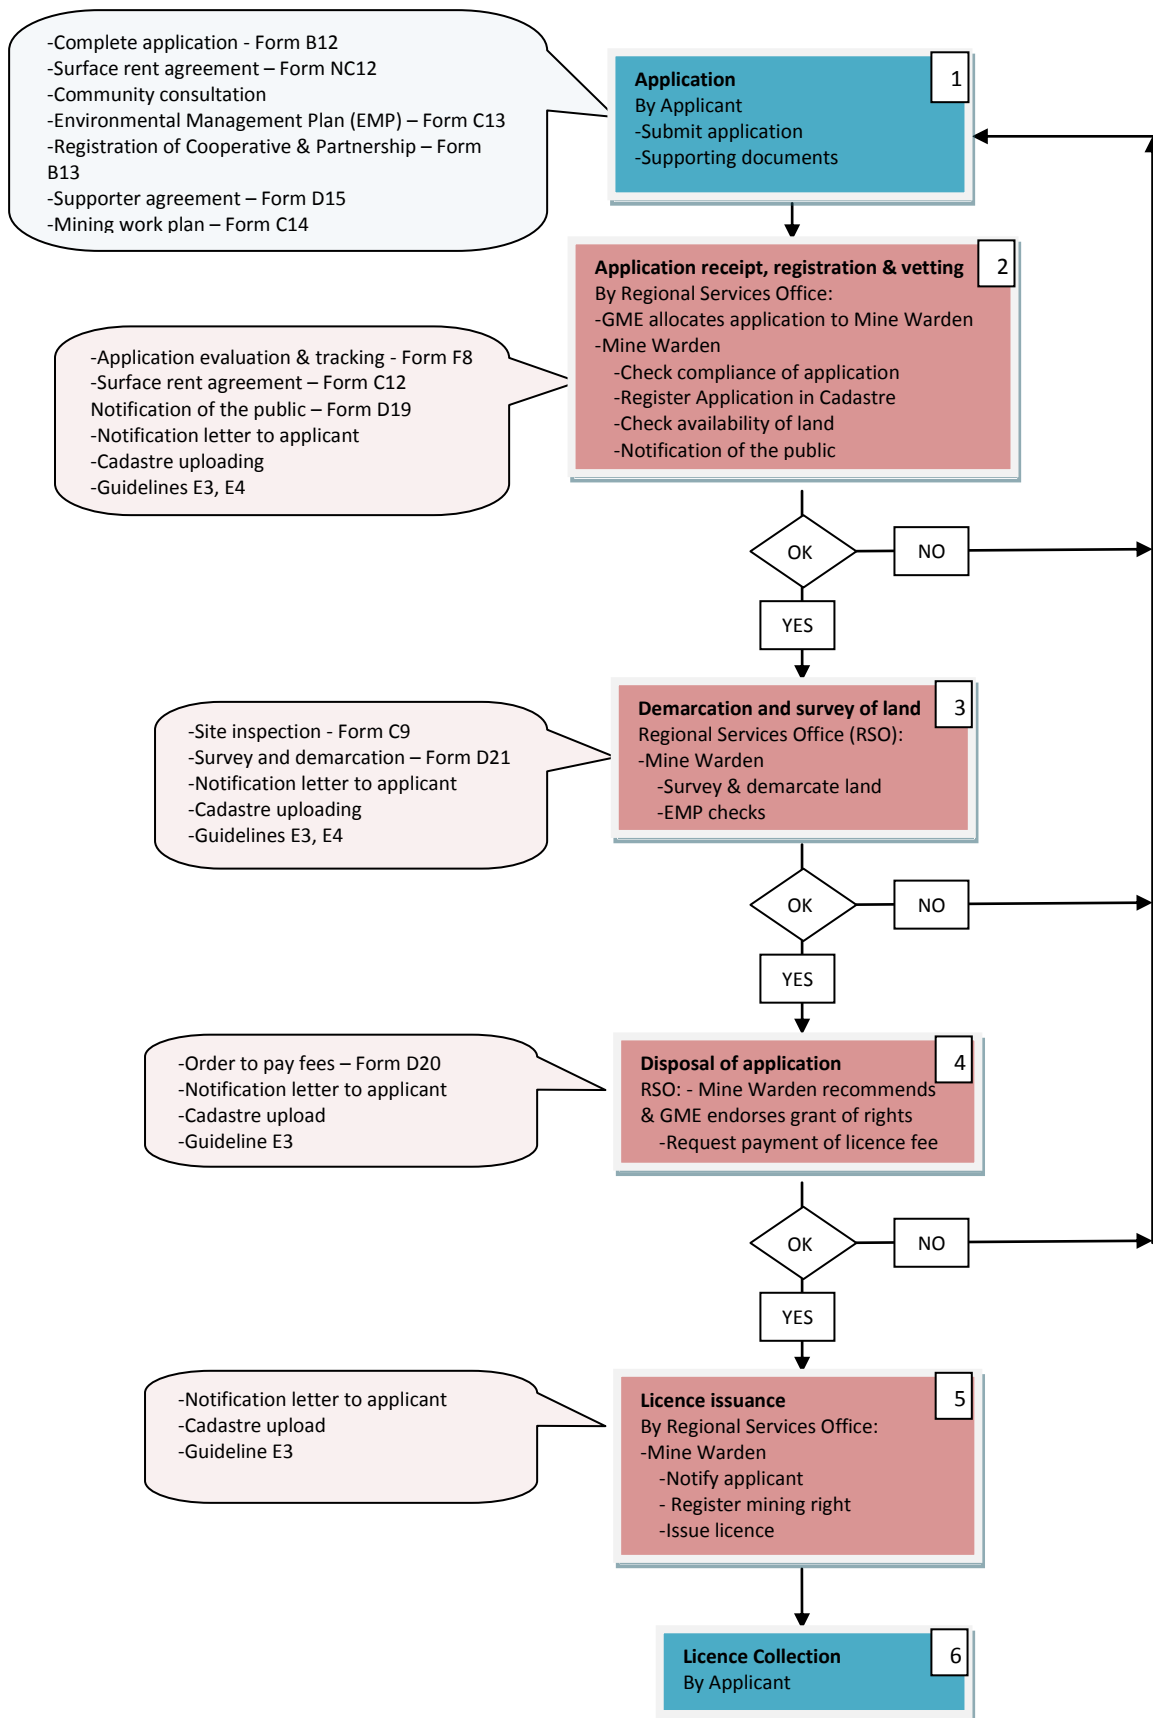 -Complete application - Form B12
-Surface rent agreement – Form NC12
-Community consultation
-Environmental Management Plan (EMP) – Form C13
-Registration of Cooperative & Partnership – Form
B13
-Supporter agreement – Form D15
-Mining work plan – Form C14
Application
1
By Applicant
-Submit application
-Supporting documents
Application receipt, registration & vetting
2
By Regional Services Office:
-GME allocates application to Mine Warden
-Mine Warden
-Check compliance of application
-Register Application in Cadastre
-Check availability of land
-Notification of the public
-Application evaluation & tracking - Form F8
-Surface rent agreement – Form C12
Notification of the public – Form D19
-Notification letter to applicant
-Cadastre uploading
-Guidelines E3, E4
OK
NO
YES
Demarcation and survey of land
3
Regional Services Office (RSO):
-Mine Warden
-Survey & demarcate land
-EMP checks
-Site inspection - Form C9
-Survey and demarcation – Form D21
-Notification letter to applicant
-Cadastre uploading
-Guidelines E3, E4
OK
NO
YES
Disposal of application
4
RSO: - Mine Warden recommends
& GME endorses grant of rights
-Request payment of licence fee
-Order to pay fees – Form D20
-Notification letter to applicant
-Cadastre upload
-Guideline E3
OK
NO
YES
Licence issuance
5
By Regional Services Office:
-Mine Warden
-Notify applicant
- Register mining right
-Issue licence
-Notification letter to applicant
-Cadastre upload
-Guideline E3
Licence Collection
6
By Applicant